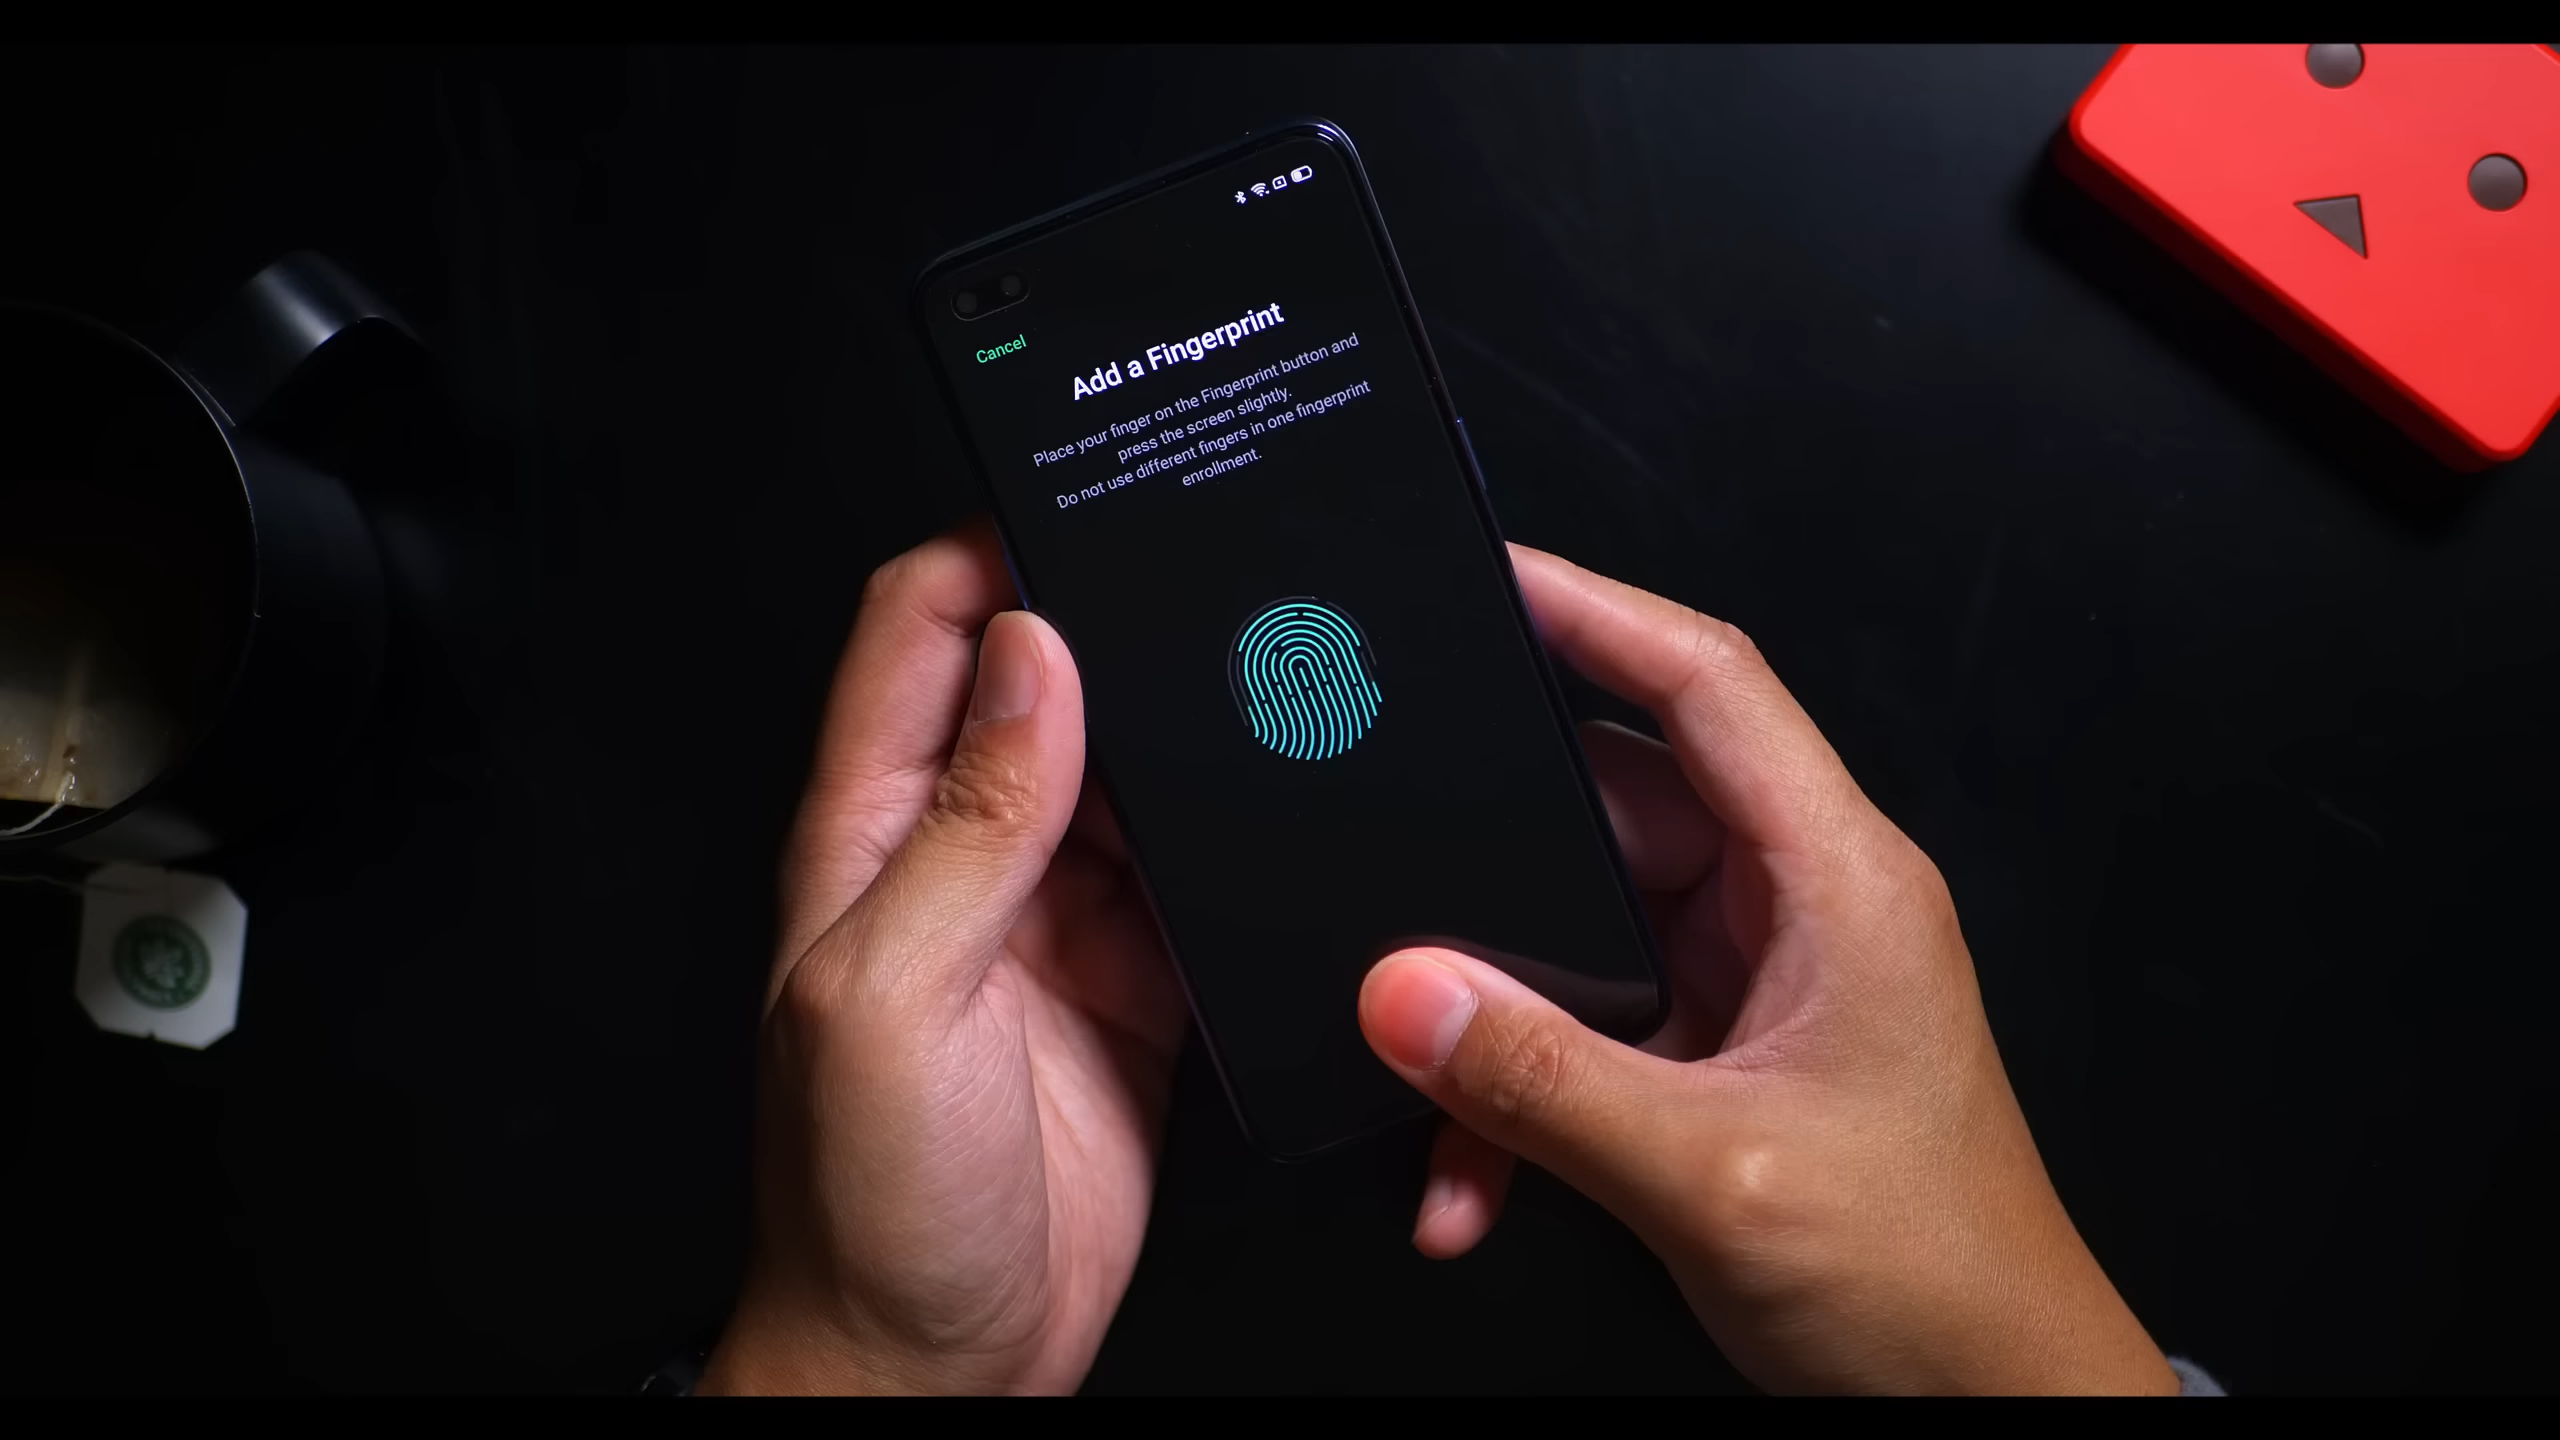 Cancel
Add a Fingerprint
Place your finger on the Fingerprint button and
press the screen slightly.
Do not use different fingers in one fingerprint
enrollment.